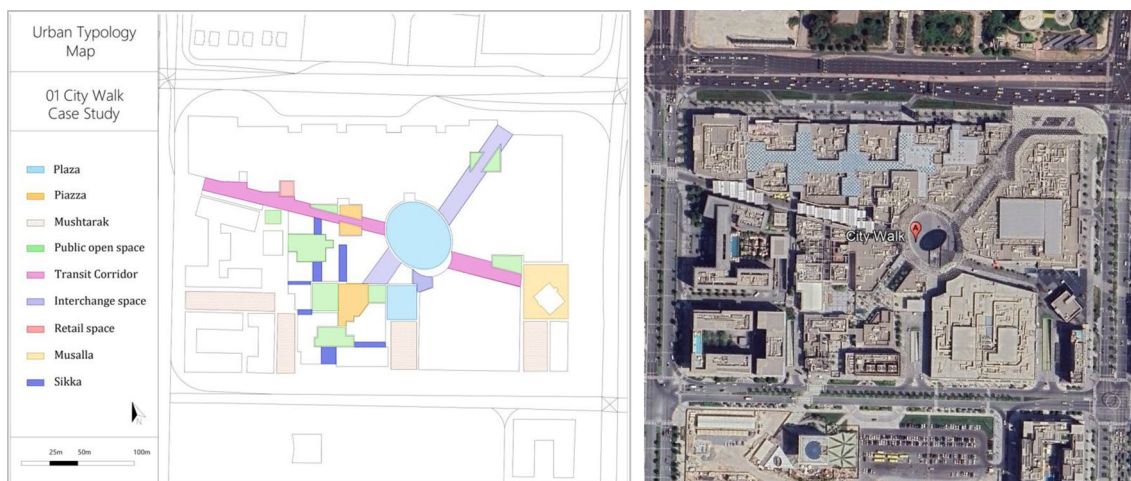 Urban Typology
Map
01 City Walk
Case Study
Plaza
Piazza
Mushtarak
Public open space
Transit Corridor
Interchange space
Retail space
Musalla
Sikka
25m 50m 100m
A
City Walk